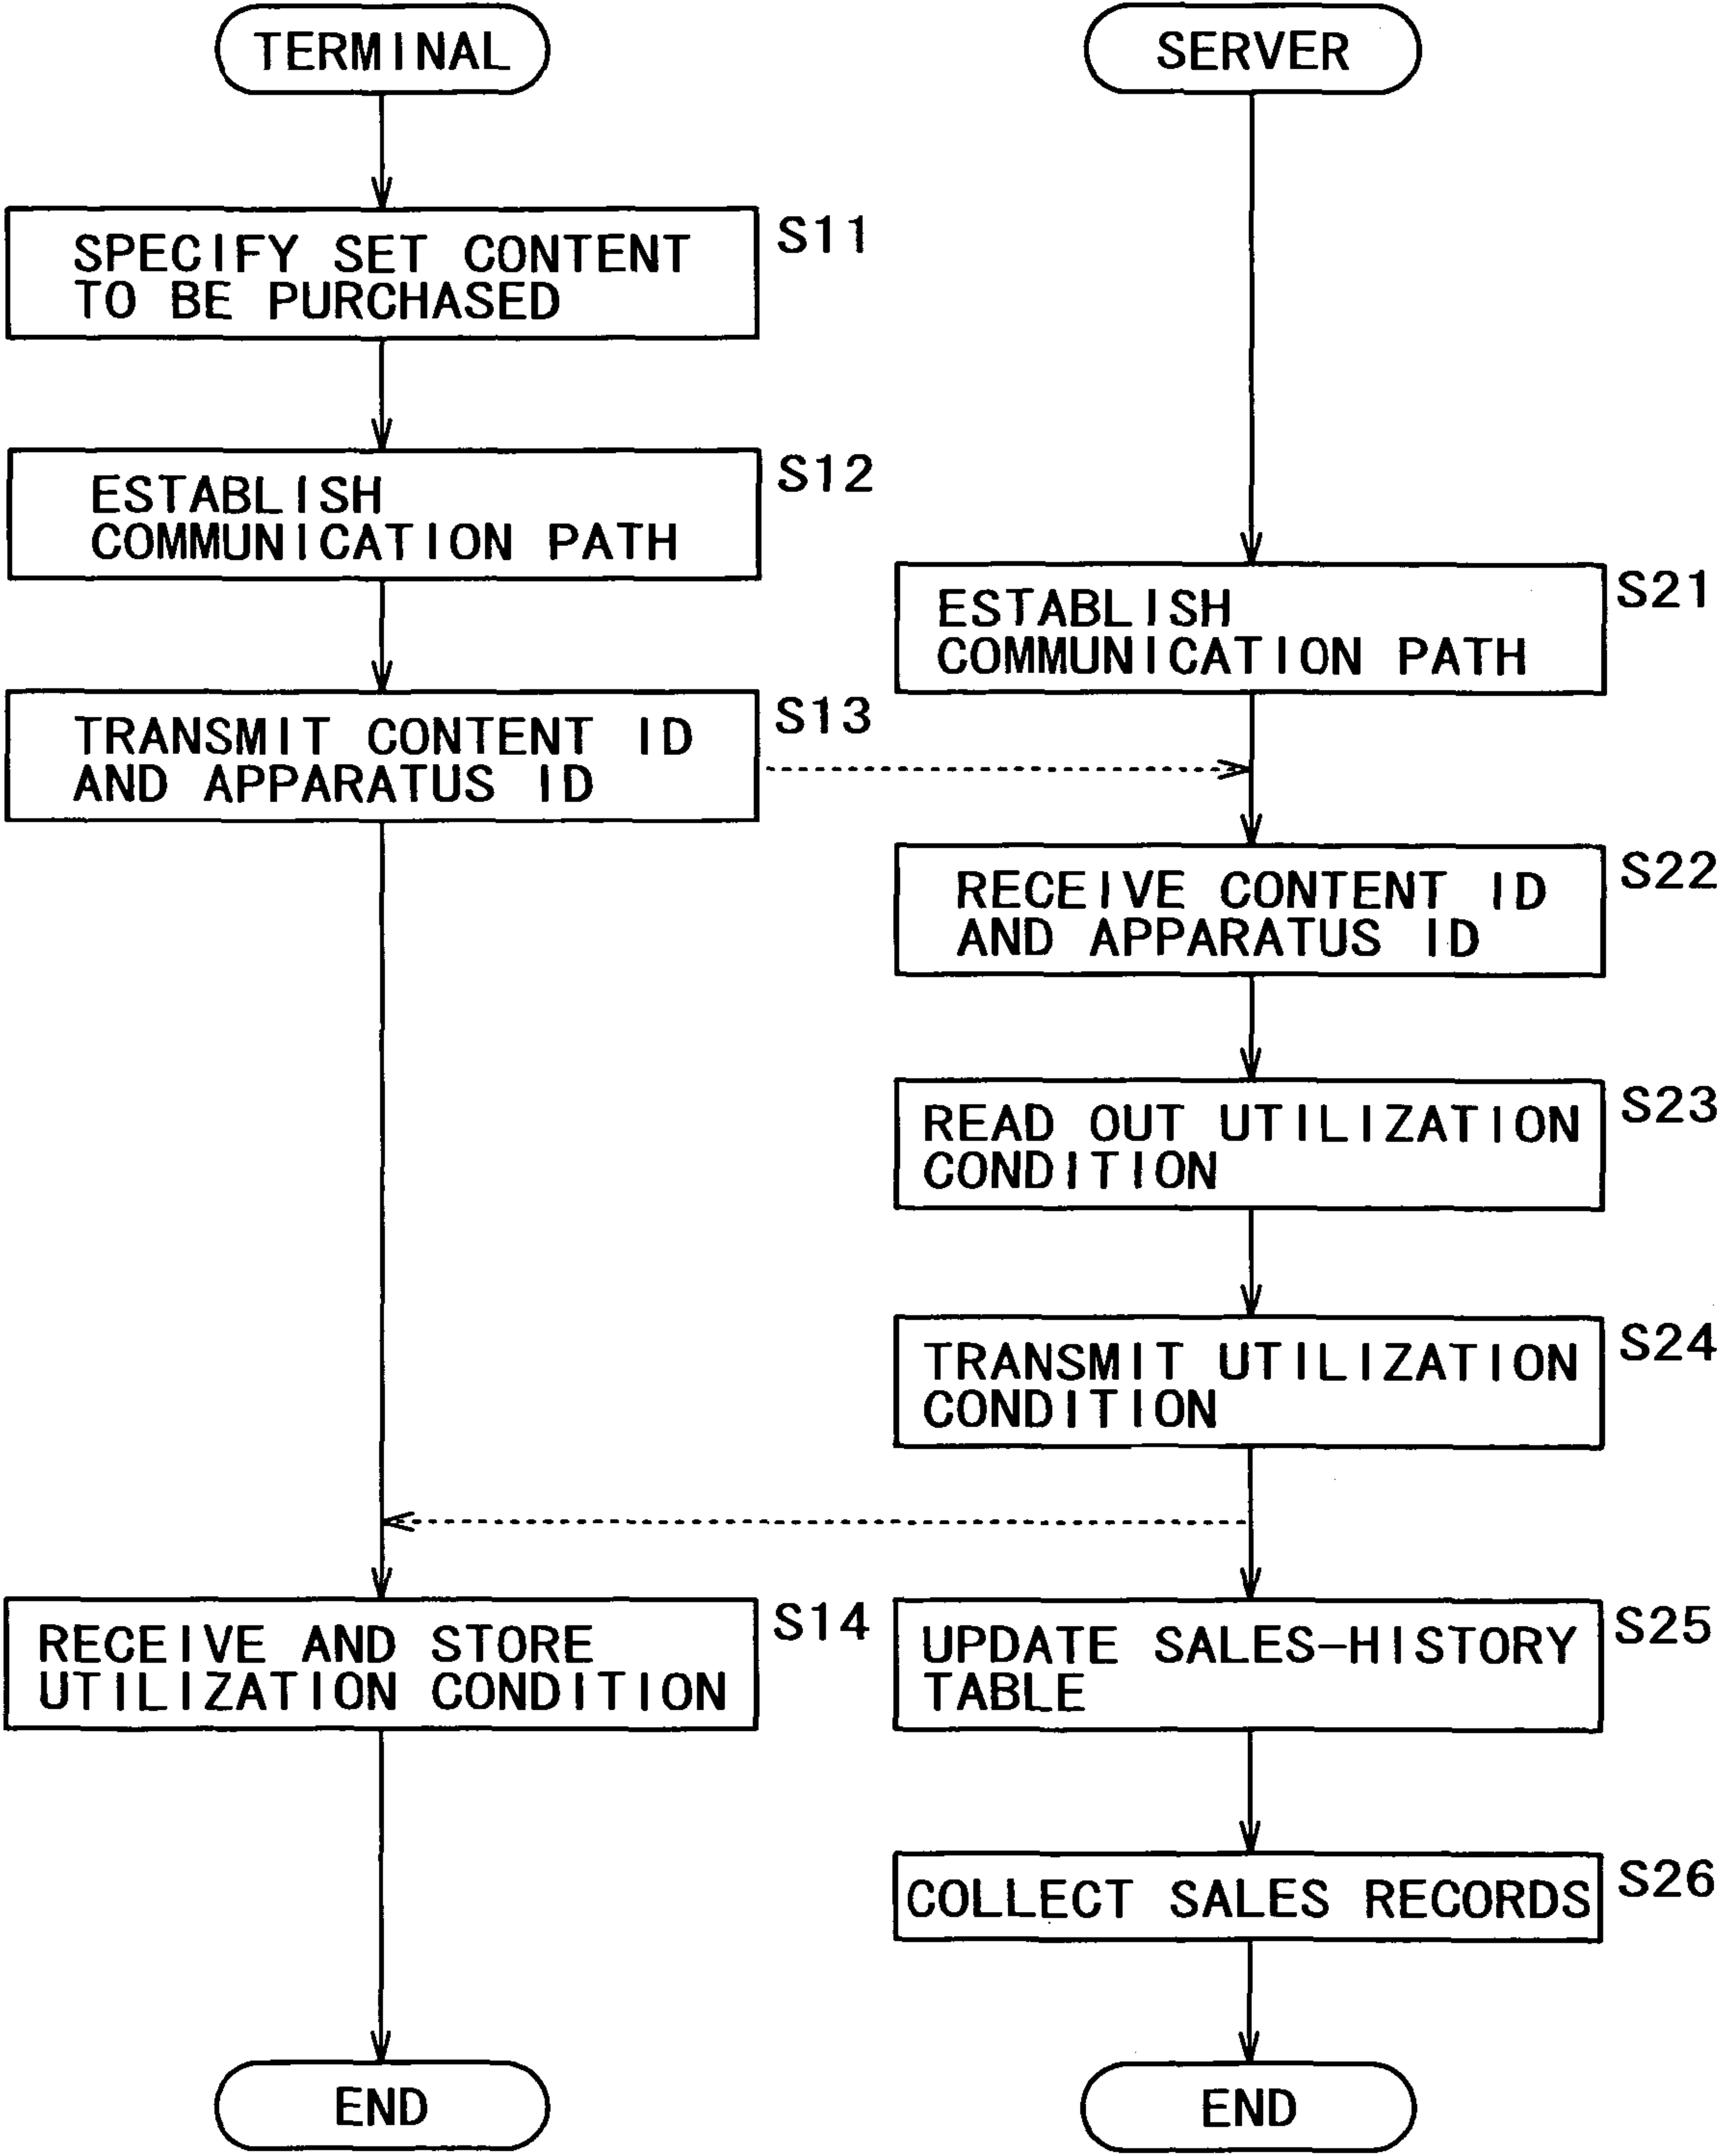 TERMINAL
SPECIFY SET CONTENT
TO BE PURCHASED
S11
ESTABLISH
COMMUNICATION PATH
S12
TRANSMIT CONTENT ID
AND APPARATUS ID
S13
RECEIVE AND STORE
UTILIZATION CONDITION
S14
END
SERVER
ESTABLISH
COMMUNICATION PATH
S21
RECEIVE CONTENT ID
AND APPARATUS ID
S22
READ OUT UTILIZATION
CONDITION
S23
TRANSMIT UTILIZATION
CONDITION
S24
UPDATE SALES-HISTORY
TABLE
S25
COLLECT SALES RECORDS
S26
END